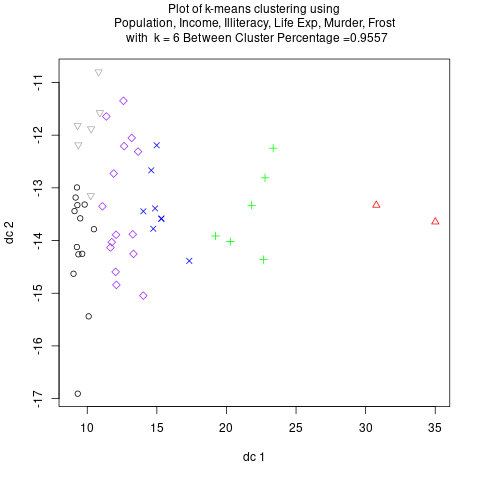 Plot of k-means clustering using
Population, Income, Illiteracy, Life Exp, Murder, Frost
with k = 6 Between Cluster Percentage =0.9557
-11
-12
-13
-14
-15
-16
-17
dc 2
10
15
20
25
30
35
dc 1